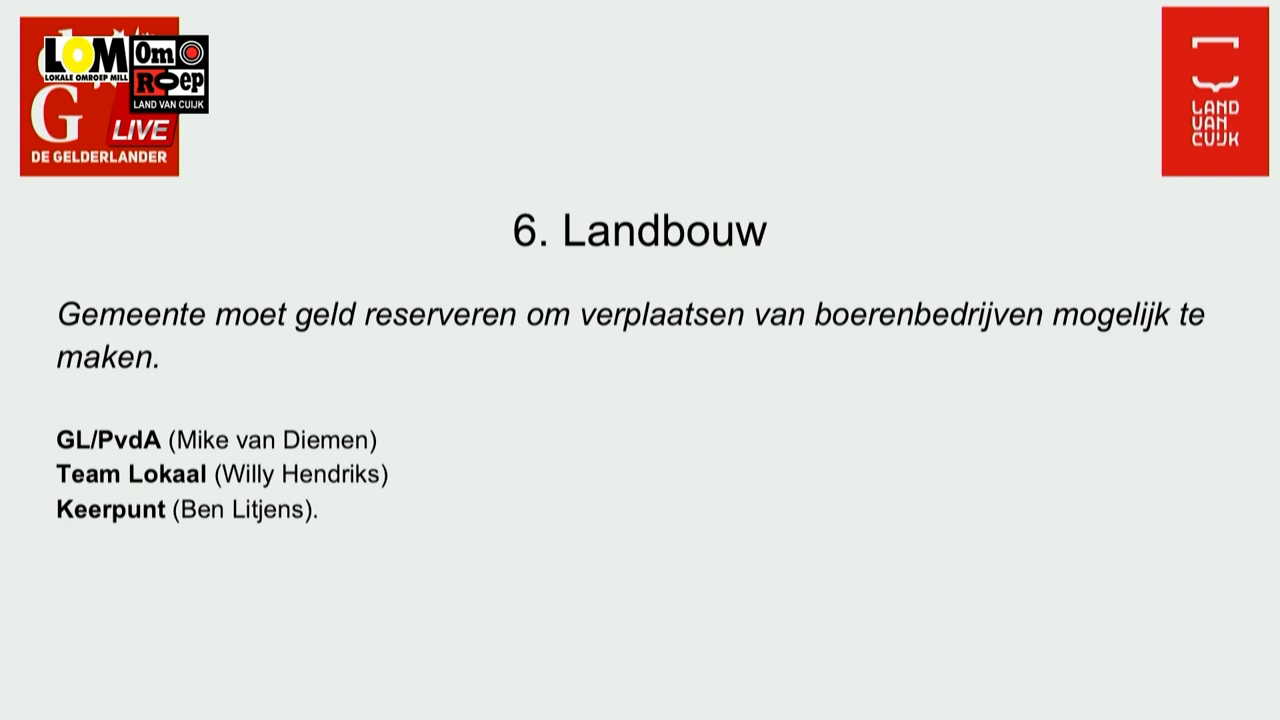 LOM
LOKALE OMROEP MILL
Om
Roep
LAND VAN CUIJK
G
LIVE
DE GELDERLANDER
LAND
VAN
CUIJK
6. Landbouw
Gemeente moet geld reserveren om verplaatsen van boerenbedrijven mogelijk te
maken.
GL/PvdA (Mike van Diemen)
Team Lokaal (Willy Hendriks)
Keerpunt (Ben Litjens).